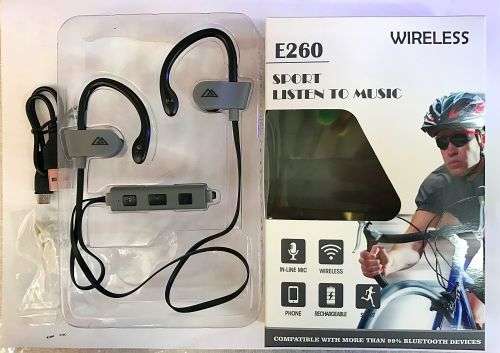 E260
WIRELESS
SPORT
LISTEN TO MUSIC
IN-LINE MIC
WIRELESS
PHONE
RECHARGEABLE
COMPATIBLE WITH MORE THAN 99% BLUETOOTH DEVICES